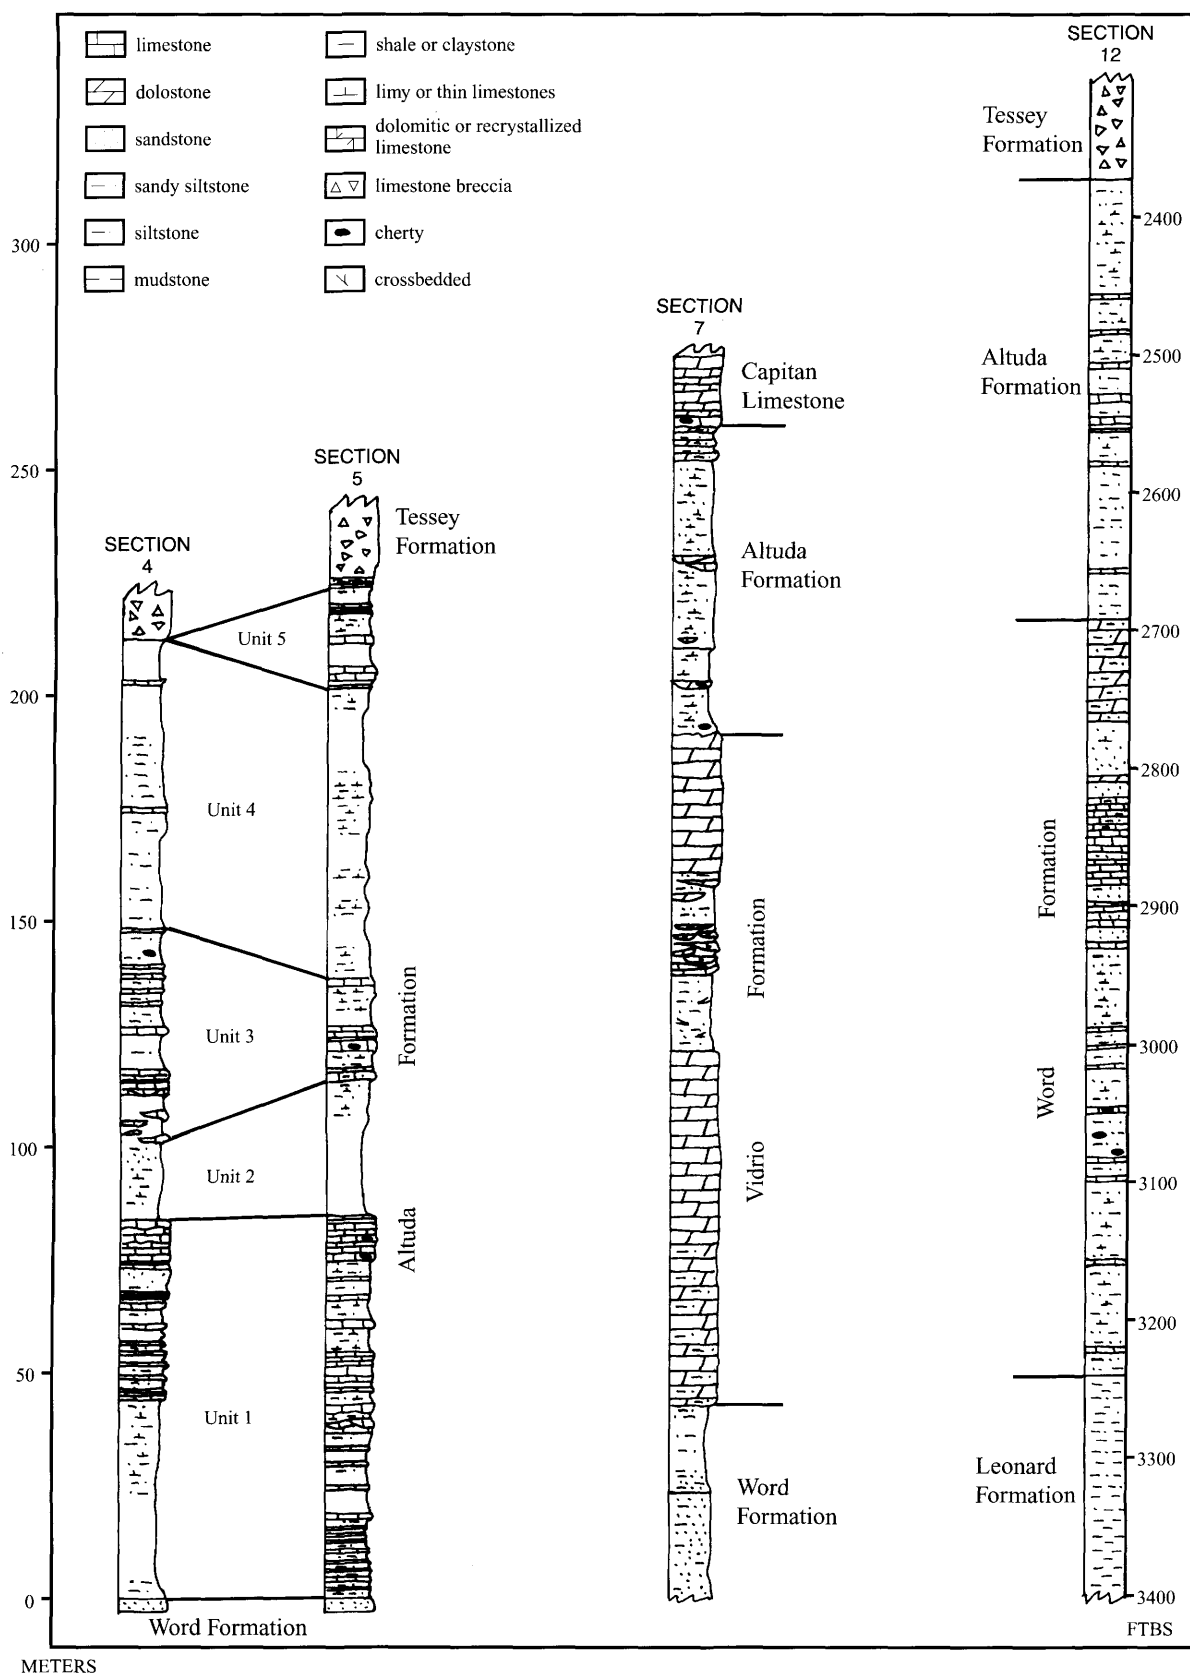 limestone
dolostone
sandstone
sandy siltstone
siltstone
mudstone
shale or claystone
limy or thin limestones
dolomitic or recrystallized
limestone
limestone breccia
cherty
crossbedded
300
250
200
150
100
50
0
METERS
SECTION
4
SECTION
5
Tessey
Formation
Unit 5
Unit 4
Unit 3
Unit 2
Unit 1
Altuda Formation
Word Formation
SECTION
7
Capitan
Limestone
Altuda
Formation
Vidrio Formation
Word
Formation
SECTION
12
Tessey
Formation
Altuda
Formation
Word Formation
Leonard
Formation
2400
2500
2600
2700
2800
2900
3000
3100
3200
3300
3400
FTBS